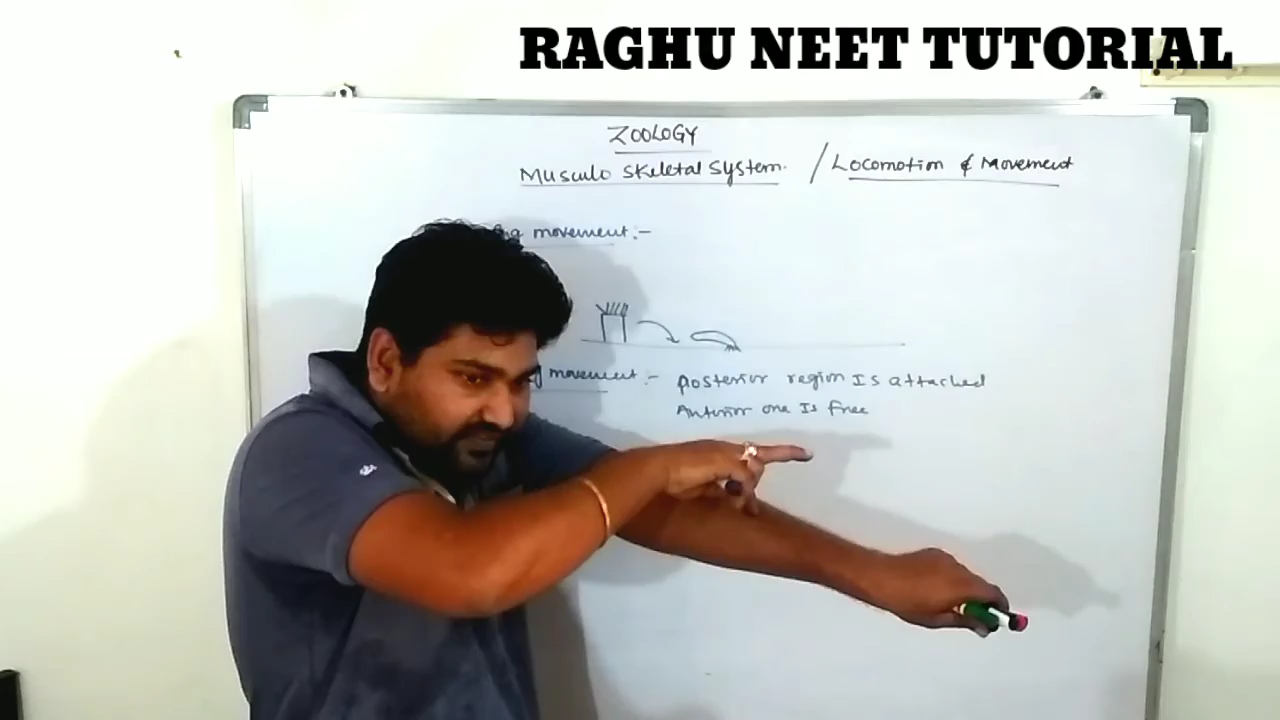 RAGHU NEET TUTORIAL
ZOOLOGY
Musculo Skeletal System. / Locomotion & Movement
movement :-
movement :- posterior region Is attached
Anterior one Is free